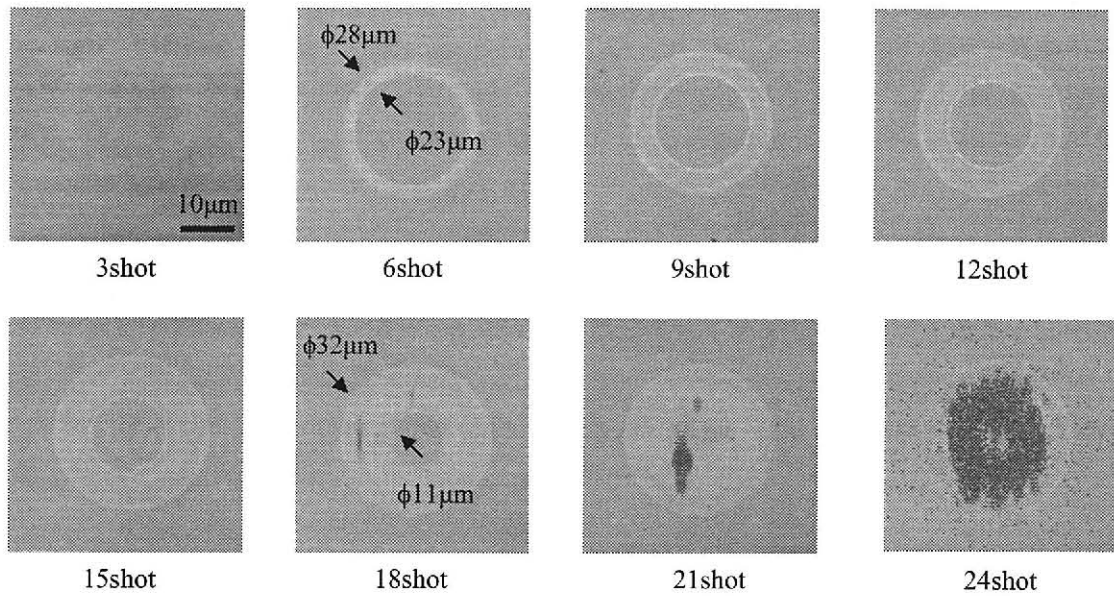 φ28μm
φ23μm
10μm
3shot
6shot
9shot
12shot
φ32μm
φ11μm
15shot
18shot
21shot
24shot